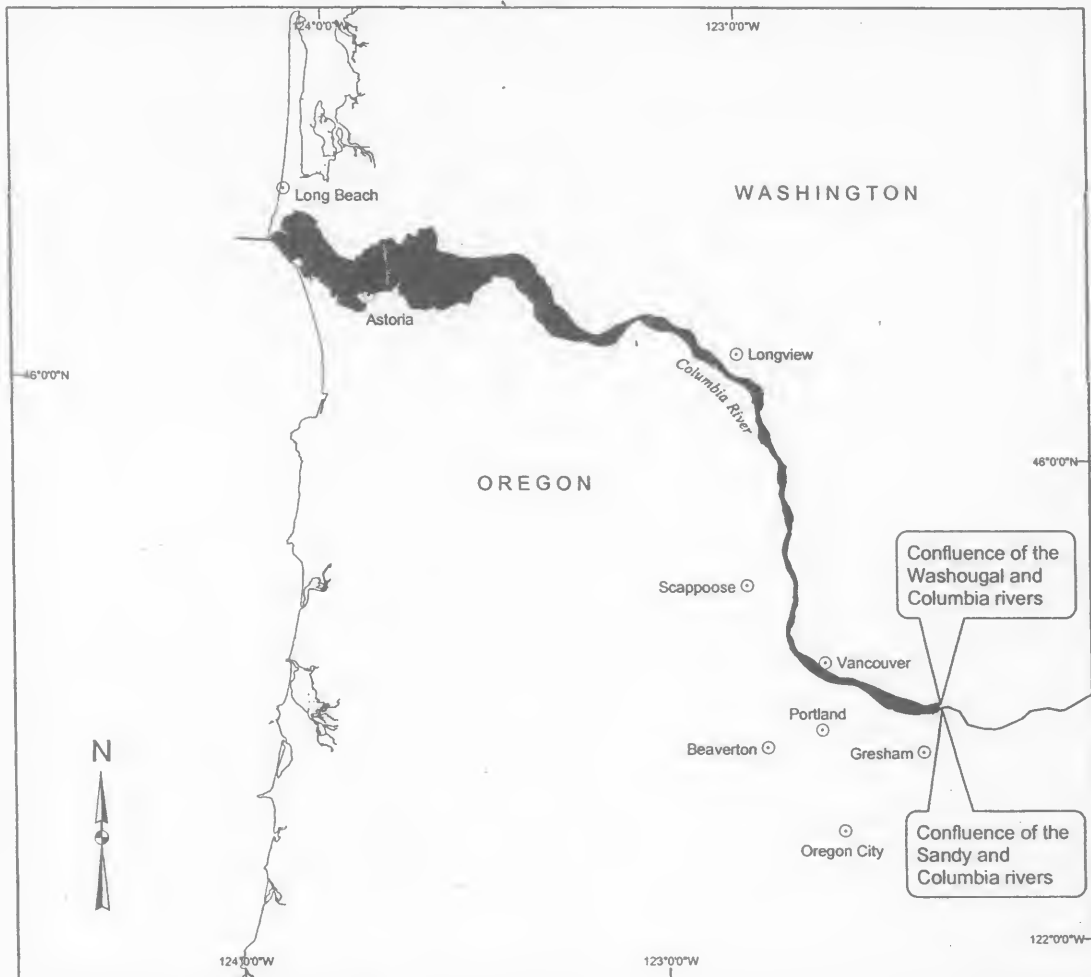 124°0'0"W
123°0'0"W
Long Beach
WASHINGTON
Astoria
Longview
46°0'0"N
Columbia River
46°0'0"N
OREGON
Confluence of the
Washougal and
Columbia rivers
Scappoose
Vancouver
Portland
Beaverton
Gresham
N
Confluence of the
Sandy and
Columbia rivers
Oregon City
122°0'0"W
124°0'0"W
123°0'0"W